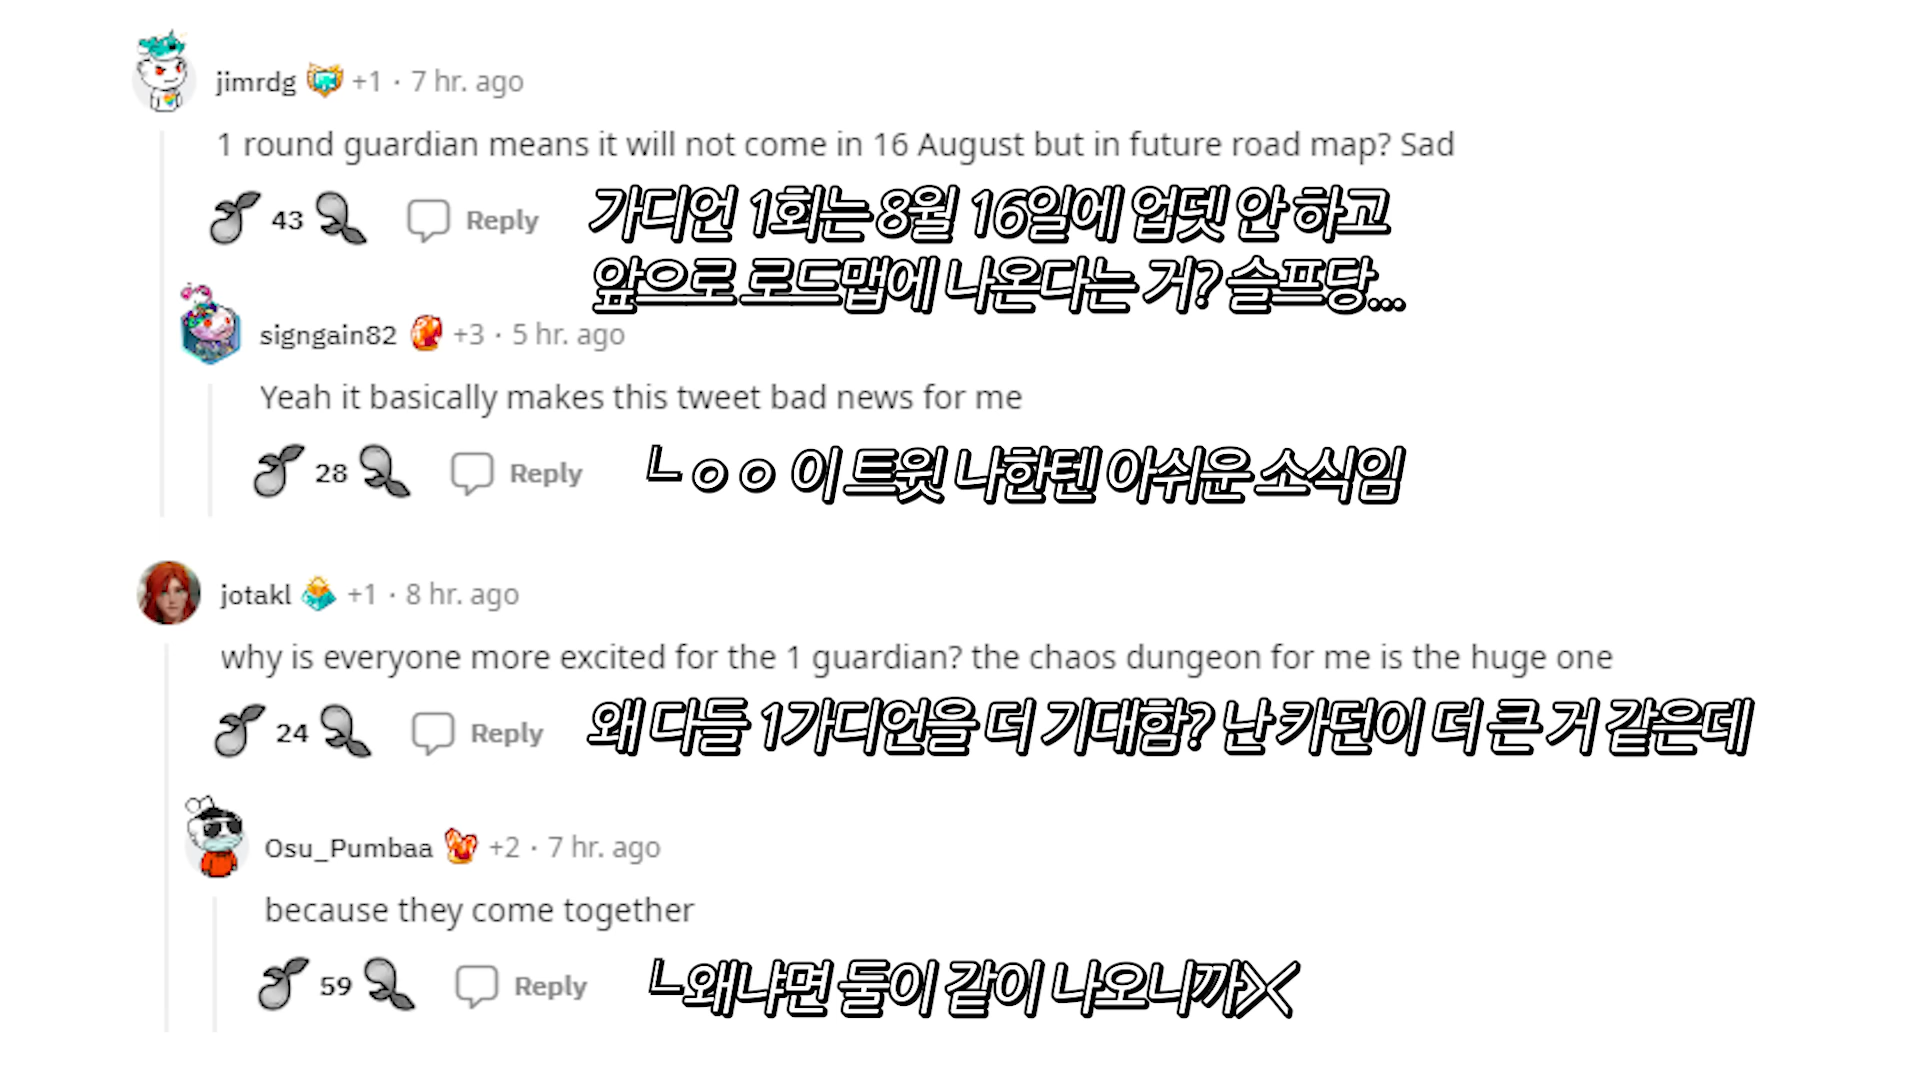 jimrdg +1 · 7 hr. ago
1 round guardian means it will not come in 16 August but in future road map? Sad
43 Reply
가디언 1회는 8월 16일에 업뎃 안 하고
앞으로 로드맵에 나온다는 거? 슬프당...
signgain82 +3 · 5 hr. ago
Yeah it basically makes this tweet bad news for me
28 Reply ㄴㅇㅇ 이 트윗 나한텐 아쉬운 소식임
jotakl +1 · 8 hr. ago
why is everyone more excited for the 1 guardian? the chaos dungeon for me is the huge one
24 Reply 왜 다들 1가디언을 더 기대함? 난 카던이 더 큰 거 같은데
Osu_Pumbaa +2 · 7 hr. ago
because they come together
59 Reply ㄴ왜냐면 둘이 같이 나오니까X